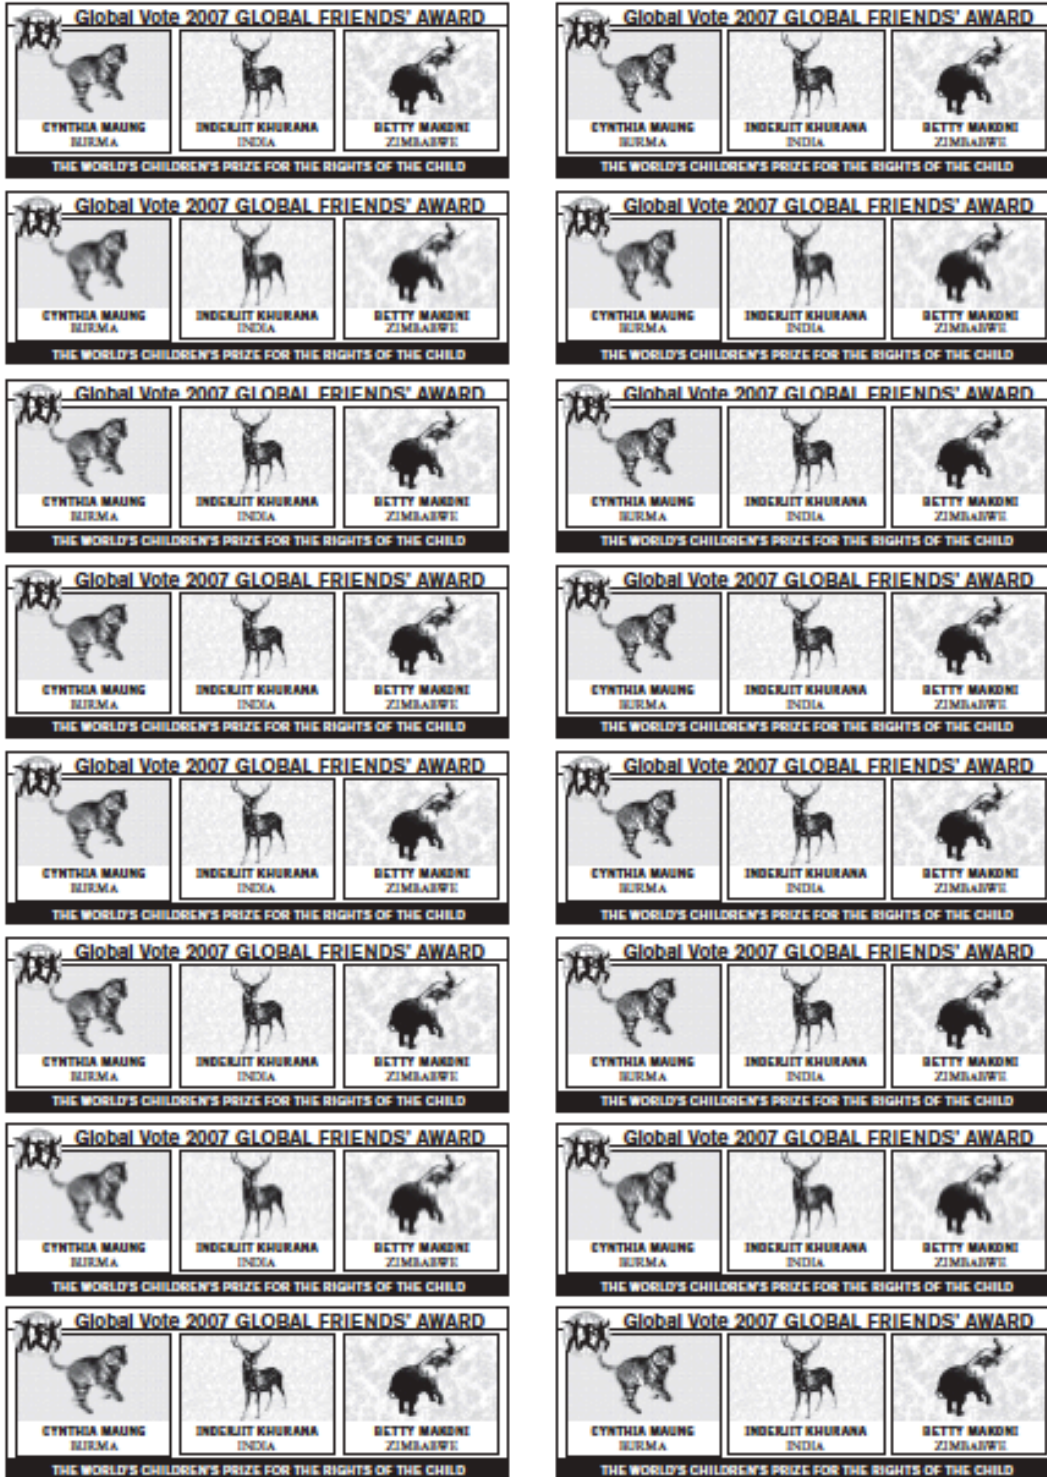 Global Vote 2007 GLOBAL FRIENDS' AWARD Global Vote 2007 GLOBAL FRIENDS' AWARD
CYNTHIA MAUNG INDERJIT KHURANA BETTY MAKONI CYNTHIA MAUNG INDERJIT KHURANA BETTY MAKONI
BURMA INDIA ZIMBABWE BURMA INDIA ZIMBABWE
THE WORLD'S CHILDREN'S PRIZE FOR THE RIGHTS OF THE CHILD THE WORLD'S CHILDREN'S PRIZE FOR THE RIGHTS OF THE CHILD
Global Vote 2007 GLOBAL FRIENDS' AWARD Global Vote 2007 GLOBAL FRIENDS' AWARD
CYNTHIA MAUNG INDERJIT KHURANA BETTY MAKONI CYNTHIA MAUNG INDERJIT KHURANA BETTY MAKONI
BURMA INDIA ZIMBABWE BURMA INDIA ZIMBABWE
THE WORLD'S CHILDREN'S PRIZE FOR THE RIGHTS OF THE CHILD THE WORLD'S CHILDREN'S PRIZE FOR THE RIGHTS OF THE CHILD
Global Vote 2007 GLOBAL FRIENDS' AWARD Global Vote 2007 GLOBAL FRIENDS' AWARD
CYNTHIA MAUNG INDERJIT KHURANA BETTY MAKONI CYNTHIA MAUNG INDERJIT KHURANA BETTY MAKONI
BURMA INDIA ZIMBABWE BURMA INDIA ZIMBABWE
THE WORLD'S CHILDREN'S PRIZE FOR THE RIGHTS OF THE CHILD THE WORLD'S CHILDREN'S PRIZE FOR THE RIGHTS OF THE CHILD
Global Vote 2007 GLOBAL FRIENDS' AWARD Global Vote 2007 GLOBAL FRIENDS' AWARD
CYNTHIA MAUNG INDERJIT KHURANA BETTY MAKONI CYNTHIA MAUNG INDERJIT KHURANA BETTY MAKONI
BURMA INDIA ZIMBABWE BURMA INDIA ZIMBABWE
THE WORLD'S CHILDREN'S PRIZE FOR THE RIGHTS OF THE CHILD THE WORLD'S CHILDREN'S PRIZE FOR THE RIGHTS OF THE CHILD
Global Vote 2007 GLOBAL FRIENDS' AWARD Global Vote 2007 GLOBAL FRIENDS' AWARD
CYNTHIA MAUNG INDERJIT KHURANA BETTY MAKONI CYNTHIA MAUNG INDERJIT KHURANA BETTY MAKONI
BURMA INDIA ZIMBABWE BURMA INDIA ZIMBABWE
THE WORLD'S CHILDREN'S PRIZE FOR THE RIGHTS OF THE CHILD THE WORLD'S CHILDREN'S PRIZE FOR THE RIGHTS OF THE CHILD
Global Vote 2007 GLOBAL FRIENDS' AWARD Global Vote 2007 GLOBAL FRIENDS' AWARD
CYNTHIA MAUNG INDERJIT KHURANA BETTY MAKONI CYNTHIA MAUNG INDERJIT KHURANA BETTY MAKONI
BURMA INDIA ZIMBABWE BURMA INDIA ZIMBABWE
THE WORLD'S CHILDREN'S PRIZE FOR THE RIGHTS OF THE CHILD THE WORLD'S CHILDREN'S PRIZE FOR THE RIGHTS OF THE CHILD
Global Vote 2007 GLOBAL FRIENDS' AWARD Global Vote 2007 GLOBAL FRIENDS' AWARD
CYNTHIA MAUNG INDERJIT KHURANA BETTY MAKONI CYNTHIA MAUNG INDERJIT KHURANA BETTY MAKONI
BURMA INDIA ZIMBABWE BURMA INDIA ZIMBABWE
THE WORLD'S CHILDREN'S PRIZE FOR THE RIGHTS OF THE CHILD THE WORLD'S CHILDREN'S PRIZE FOR THE RIGHTS OF THE CHILD
Global Vote 2007 GLOBAL FRIENDS' AWARD Global Vote 2007 GLOBAL FRIENDS' AWARD
CYNTHIA MAUNG INDERJIT KHURANA BETTY MAKONI CYNTHIA MAUNG INDERJIT KHURANA BETTY MAKONI
BURMA INDIA ZIMBABWE BURMA INDIA ZIMBABWE
THE WORLD'S CHILDREN'S PRIZE FOR THE RIGHTS OF THE CHILD THE WORLD'S CHILDREN'S PRIZE FOR THE RIGHTS OF THE CHILD